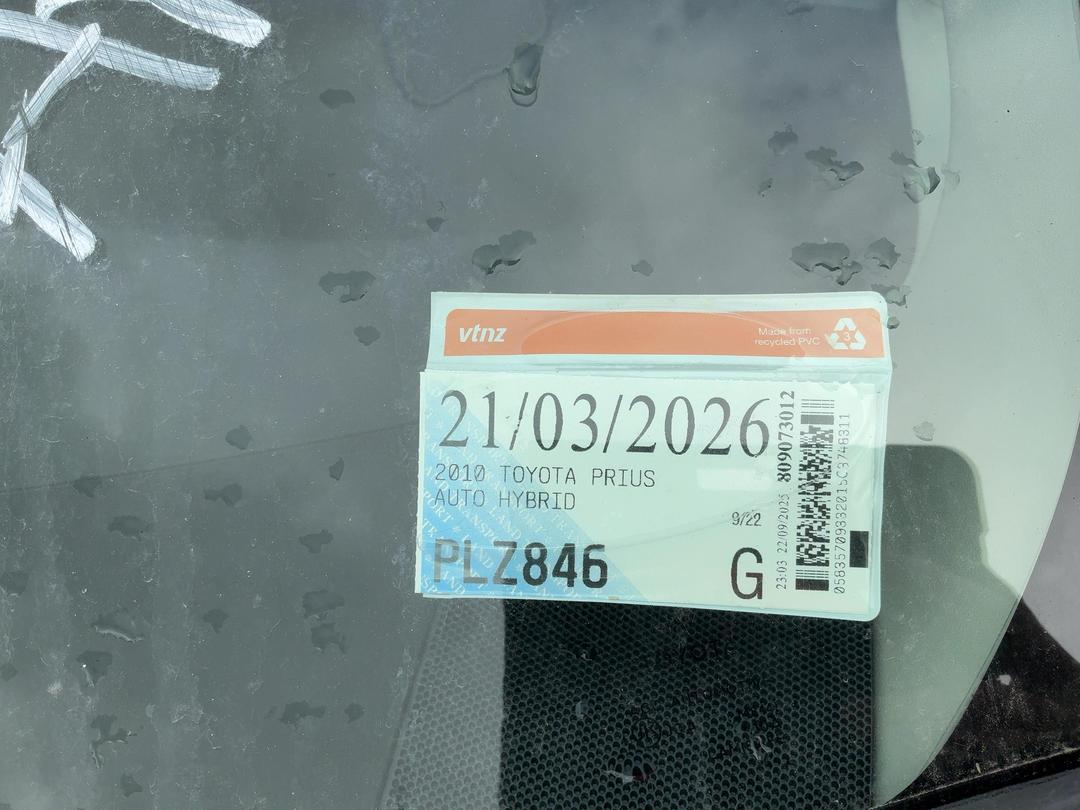 vtnz
Made from
recycled PVC
3
21/03/2026
2010 TOYOTA PRIUS
AUTO HYBRID
9/22
PLZ846
G
23:03 22/09/2025 809073012